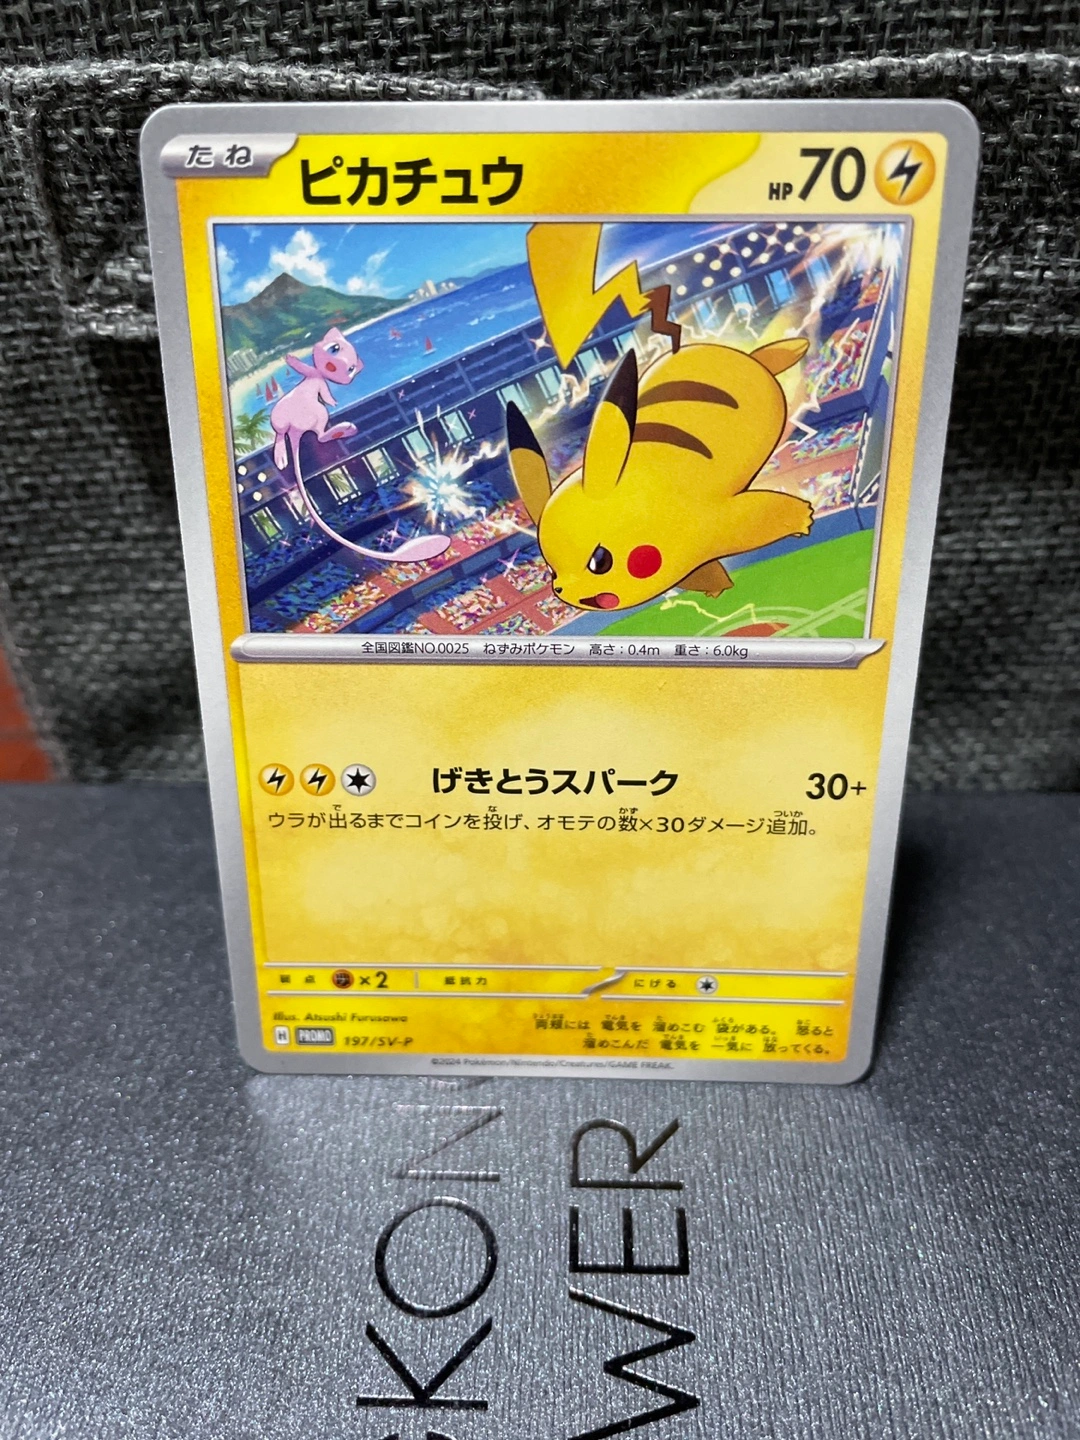 たね ピカチュウ HP 70
全国図鑑NO.0025 ねずみポケモン 高さ：0.4m 重さ：6.0kg
げきとうスパーク 30+
ウラが出るまでコインを投げ、オモテの数×30ダメージ追加。
弱点 ×2 抵抗力 にげる
Illus. Atsushi Furusawa
H PROMO 197/SV-P
両頬には 電気を 溜めこむ 袋がある。 怒ると
溜めこんだ 電気を 一気に 放ってくる。
©2024 Pokémon/Nintendo/Creatures/GAME FREAK.